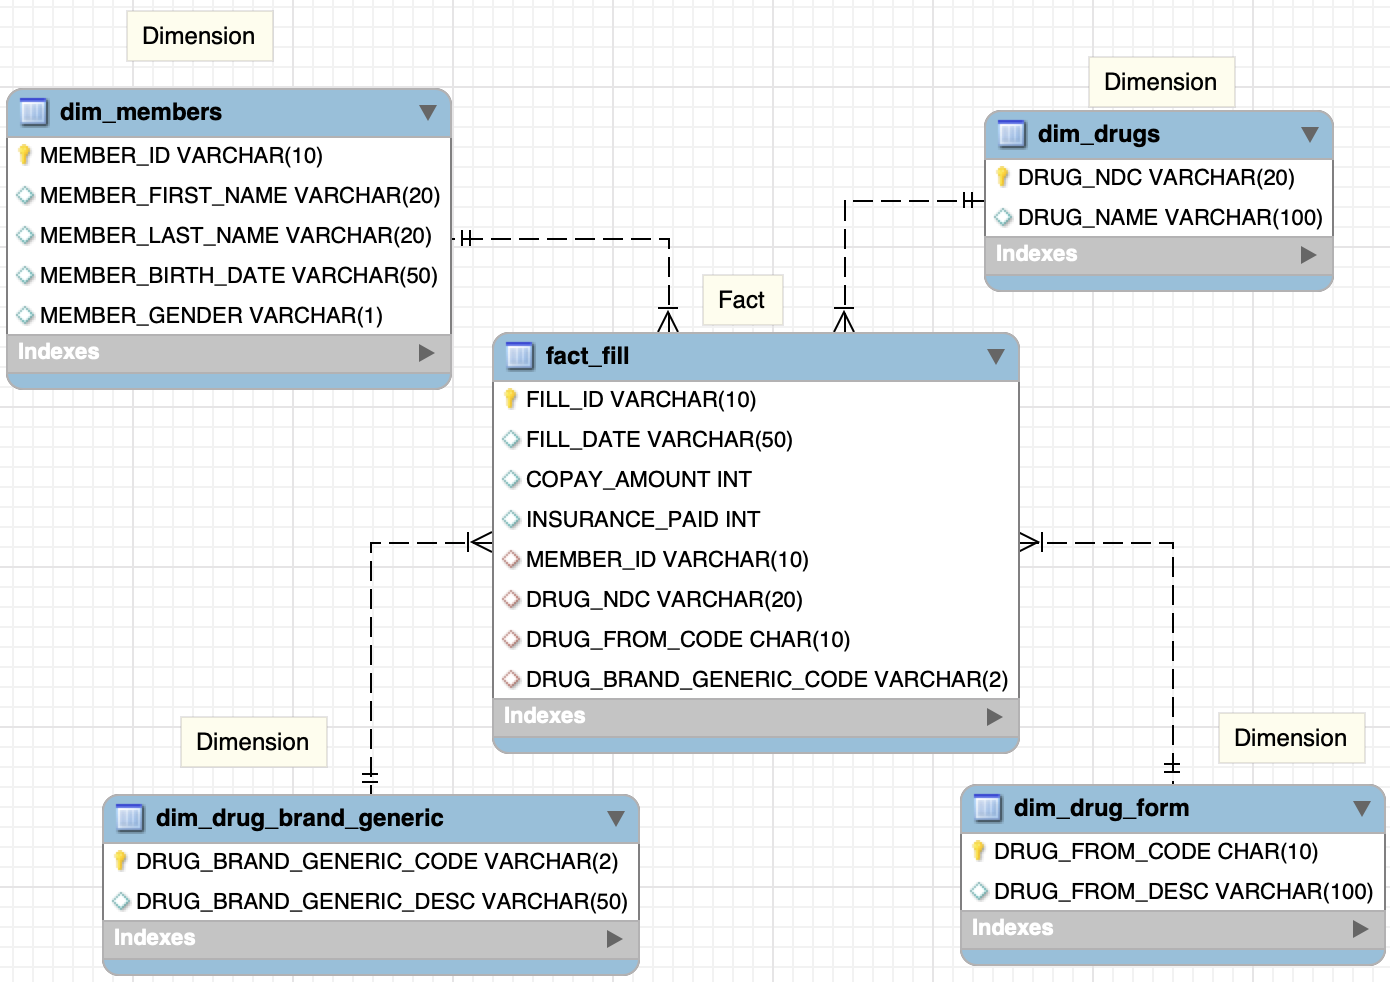 Dimension
dim_members
MEMBER_ID VARCHAR(10)
MEMBER_FIRST_NAME VARCHAR(20)
MEMBER_LAST_NAME VARCHAR(20)
MEMBER_BIRTH_DATE VARCHAR(50)
MEMBER_GENDER VARCHAR(1)
Indexes
Dimension
dim_drugs
DRUG_NDC VARCHAR(20)
DRUG_NAME VARCHAR(100)
Indexes
Fact
fact_fill
FILL_ID VARCHAR(10)
FILL_DATE VARCHAR(50)
COPAY_AMOUNT INT
INSURANCE_PAID INT
MEMBER_ID VARCHAR(10)
DRUG_NDC VARCHAR(20)
DRUG_FROM_CODE CHAR(10)
DRUG_BRAND_GENERIC_CODE VARCHAR(2)
Indexes
Dimension
dim_drug_brand_generic
DRUG_BRAND_GENERIC_CODE VARCHAR(2)
DRUG_BRAND_GENERIC_DESC VARCHAR(50)
Indexes
Dimension
dim_drug_form
DRUG_FROM_CODE CHAR(10)
DRUG_FROM_DESC VARCHAR(100)
Indexes